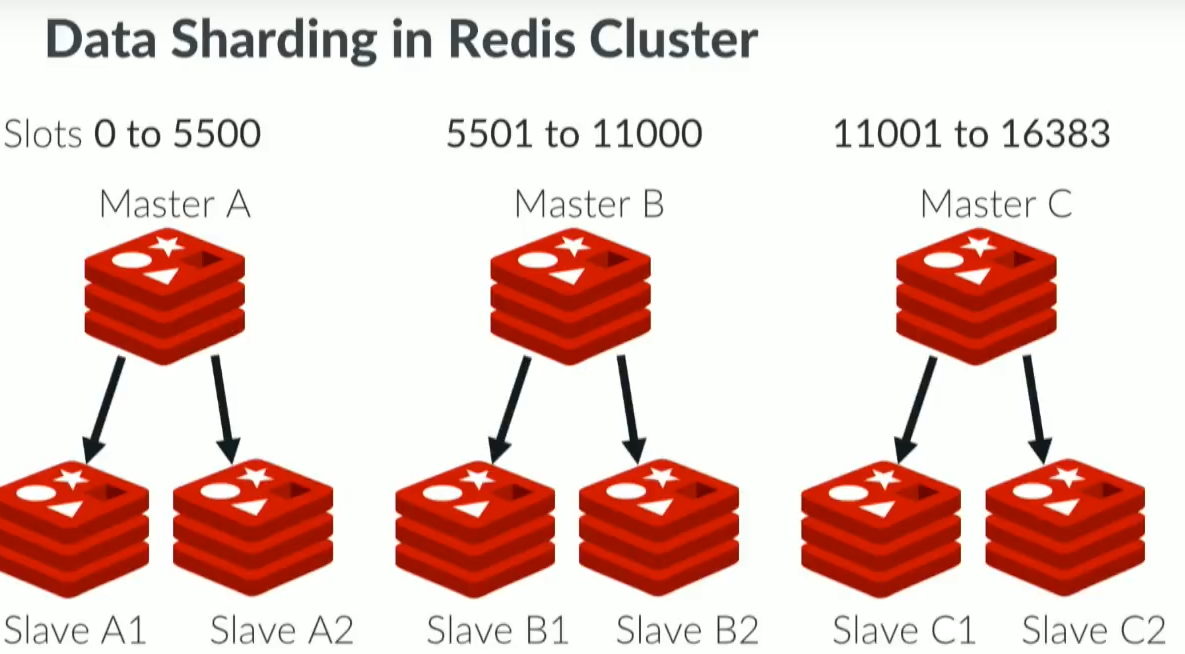 Data Sharding in Redis Cluster
Slots 0 to 5500
5501 to 11000
11001 to 16383
Master A
Master B
Master C
Slave A1
Slave A2
Slave B1
Slave B2
Slave C1
Slave C2